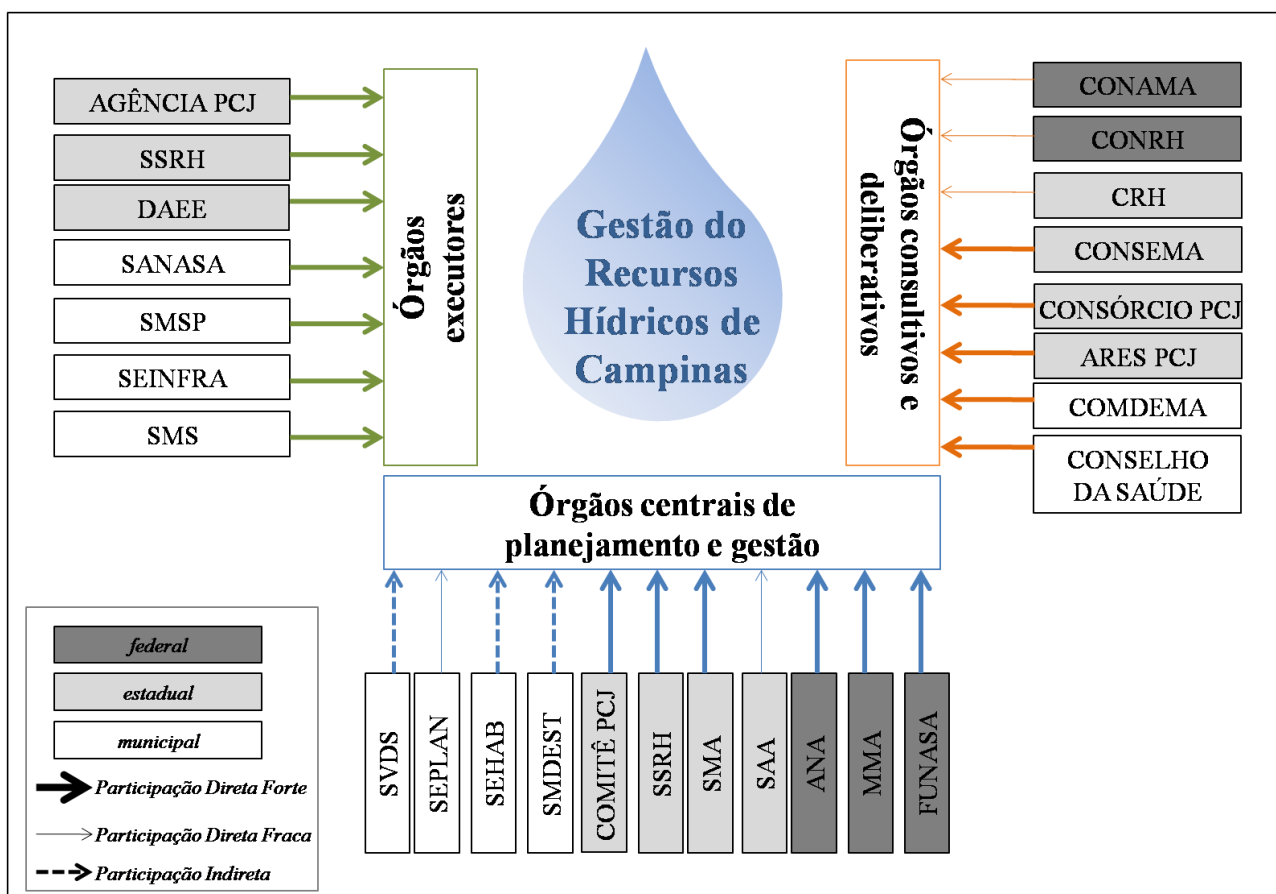 AGÊNCIA PCJ
SSRH
DAEE
SANASA
SMSP
SEINFRA
SMS
Órgãos
executores
Gestão do
Recursos
Hídricos de
Campinas
Órgãos consultivos e
deliberativos
CONAMA
CONRH
CRH
CONSEMA
CONSÓRCIO PCJ
ARES PCJ
COMDEMA
CONSELHO
DA SAÚDE
Órgãos centrais de
planejamento e gestão
SVDS
SEPLAN
SEHAB
SMDEST
COMITÊ PCJ
SSRH
SMA
SAA
ANA
MMA
FUNASA
federal
estadual
municipal
Participação Direta Forte
Participação Direta Fraca
Participação Indireta